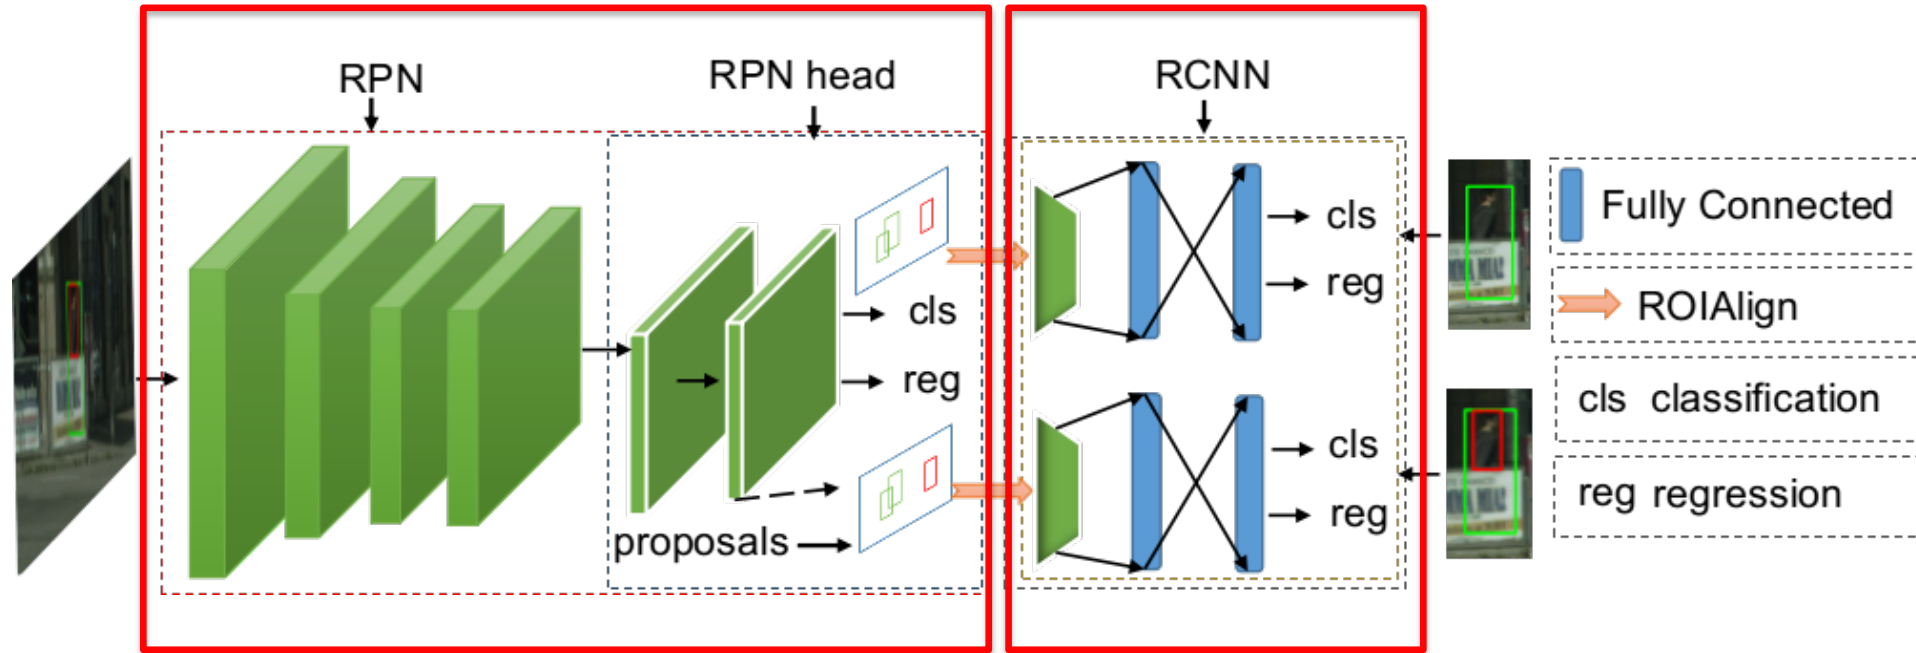 RPN
RPN head
RCNN
cls
reg
proposals
cls
reg
cls
reg
Fully Connected
ROIAlign
cls classification
reg regression